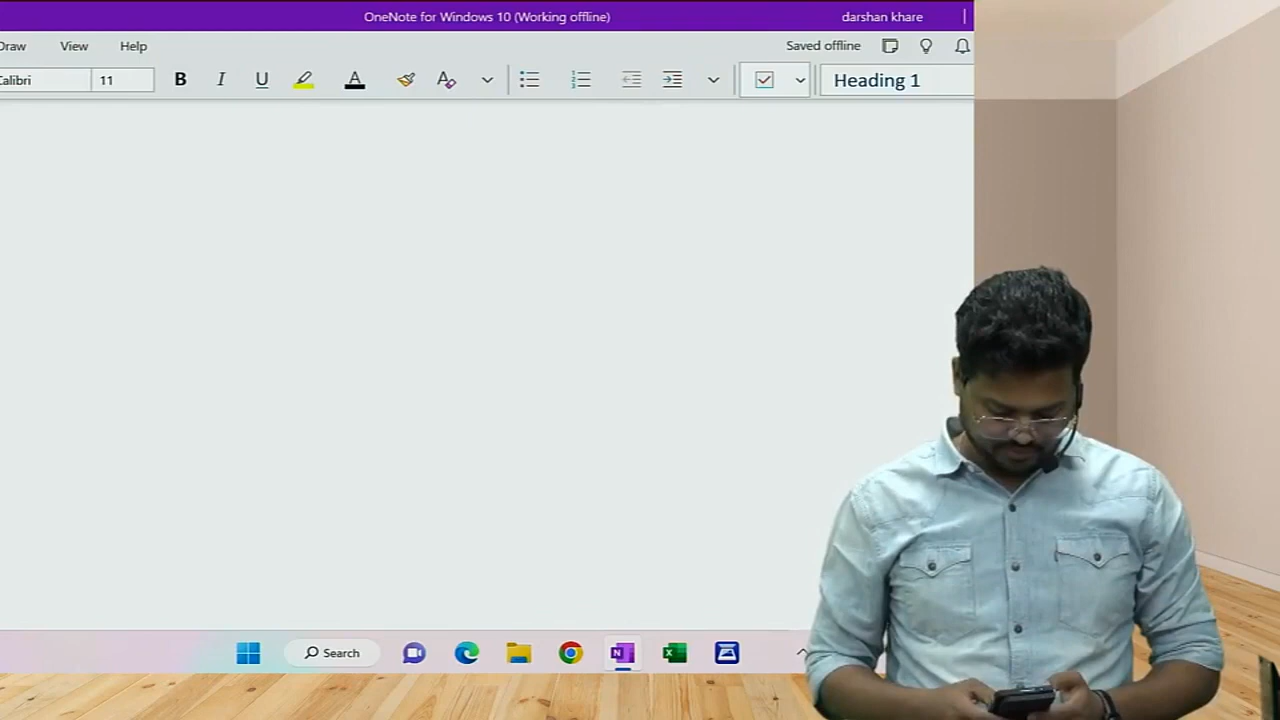 OneNote for Windows 10 (Working offline)
darshan khare
Draw View Help
Saved offline
Calibri 11 B I U A A Heading 1
Search